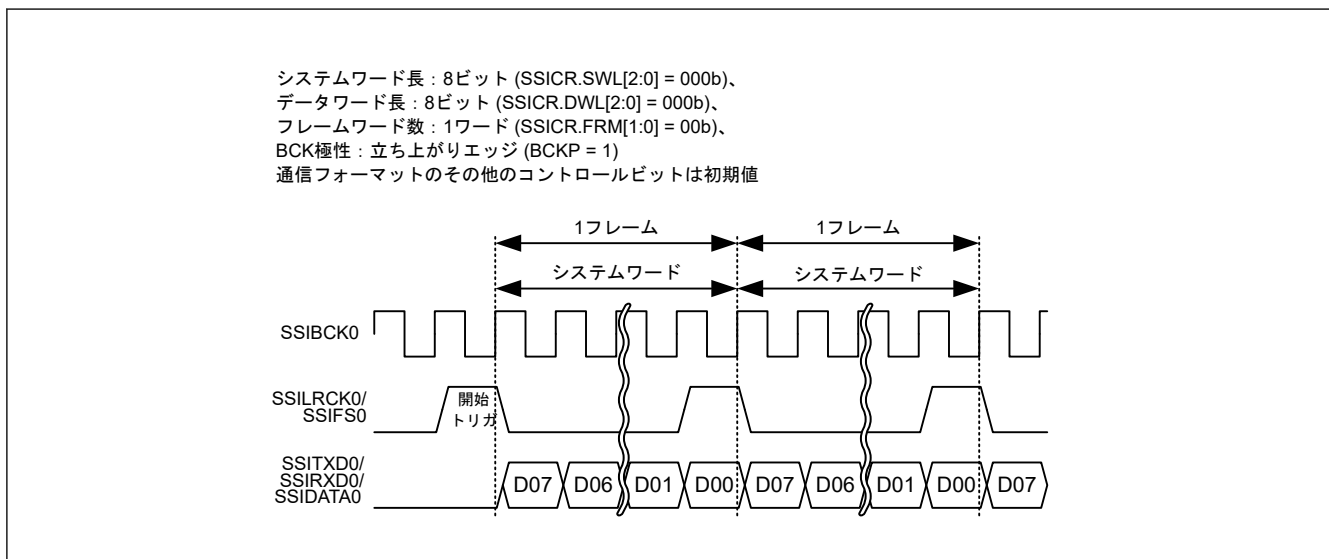 システムワード長：8ビット (SSICR.SWL[2:0] = 000b)、
データワード長：8ビット (SSICR.DWL[2:0] = 000b)、
フレームワード数：1ワード (SSICR.FRM[1:0] = 00b)、
BCK極性：立ち上がりエッジ (BCKP = 1)
通信フォーマットのその他のコントロールビットは初期値
1フレーム 1フレーム
システムワード システムワード
SSIBCK0
SSILRCK0/
SSIFS0
開始
トリガ
SSITXD0/
SSIRXD0/
SSIDATA0
D07 D06 D01 D00 D07 D06 D01 D00 D07